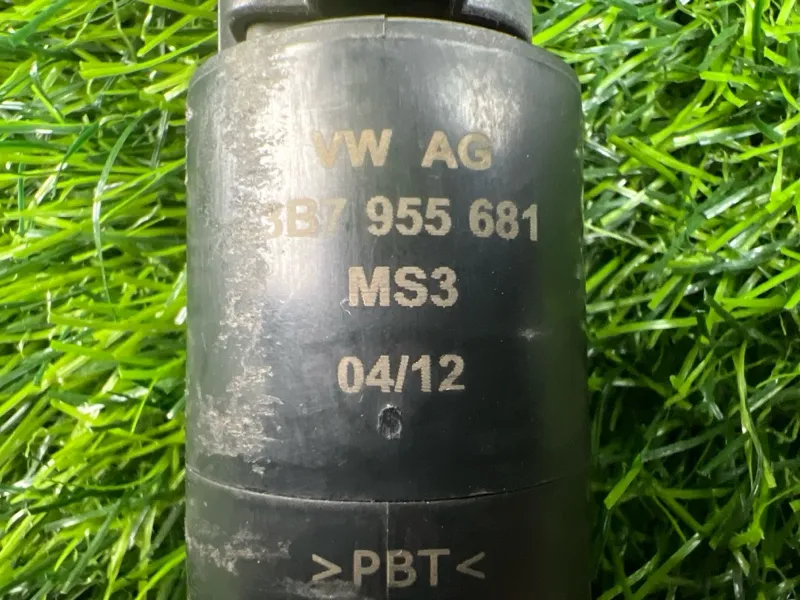 VW AG
3B7 955 681
MS3
04/12
>PBT<